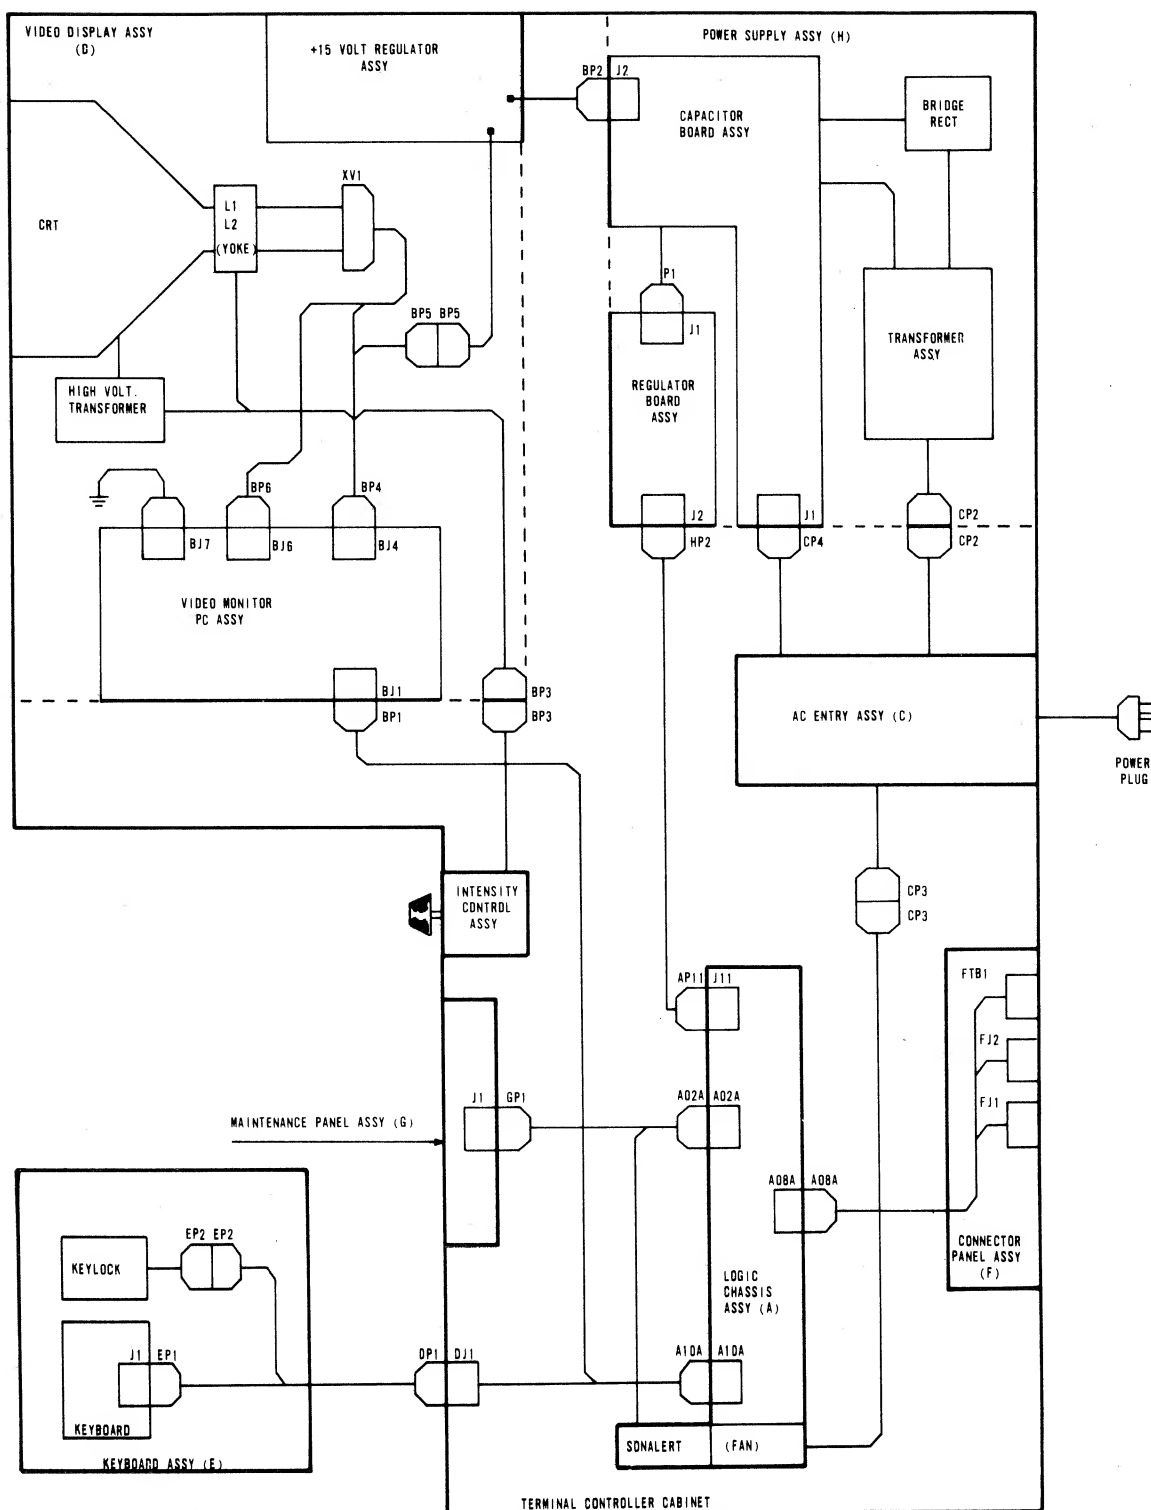 VIDEO DISPLAY ASSY
(D)
+15 VOLT REGULATOR
ASSY
POWER SUPPLY ASSY (H)
BP2 J2
CAPACITOR
BOARD ASSY
BRIDGE
RECT
XV1
L1
L2
(YOKE)
CRT
P1
BP5 BP5
J1
TRANSFORMER
ASSY
HIGH VOLT.
TRANSFORMER
REGULATOR
BOARD
ASSY
BP6
BP4
BJ7
BJ6
BJ4
J2
HP2
J1
CP4
CP2
CP2
VIDEO MONITOR
PC ASSY
BJ1
BP1
BP3
BP3
AC ENTRY ASSY (C)
POWER
PLUG
INTENSITY
CONTROL
ASSY
CP3
CP3
AP11 J11
FTB1
FJ2
FJ1
J1 GP1
A02A A02A
MAINTENANCE PANEL ASSY (G)
A08A A08A
EP2 EP2
KEYLOCK
CONNECTOR
PANEL ASSY
(F)
LOGIC
CHASSIS
ASSY (A)
J1 EP1
DP1 DJ1
A10A A10A
KEYBOARD
KEYBOARD ASSY (E)
SONALERT
(FAN)
TERMINAL CONTROLLER CABINET